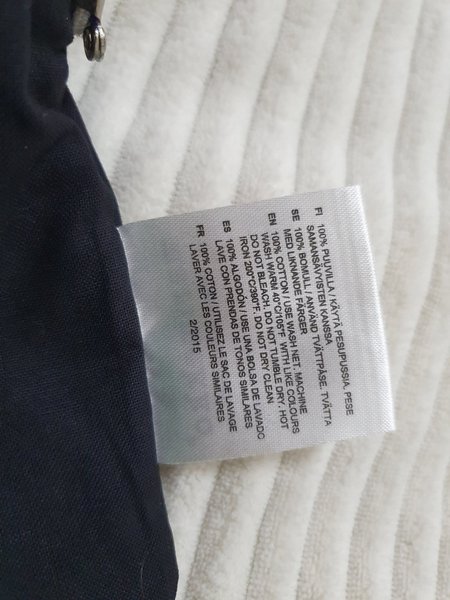 FI 100% PUUVILLA / KÄYTÄ PESUPUSSIA, PESE
SAMANSÄVYISTEN KANSSA
SE 100% BOMULL / ANVÄND TVÄTTPÅSE, TVÄTTA
MED LIKNANDE FÄRGER
EN 100% COTTON / USE WASH NET. MACHINE
WASH WARM 40°C/105°F WITH LIKE COLOURS
DO NOT BLEACH, DO NOT TUMBLE DRY, HOT
IRON 200°C/390°F. DO NOT DRY CLEAN
ES 100% ALGODÓN / USE UNA BOLSA DE LAVADO
LAVE CON PRENDAS DE TONOS SIMILARES
FR 100% COTON / UTILISEZ LE SAC DE LAVAGE
LAVER AVEC LES COULEURS SIMILAIRES
2/2015